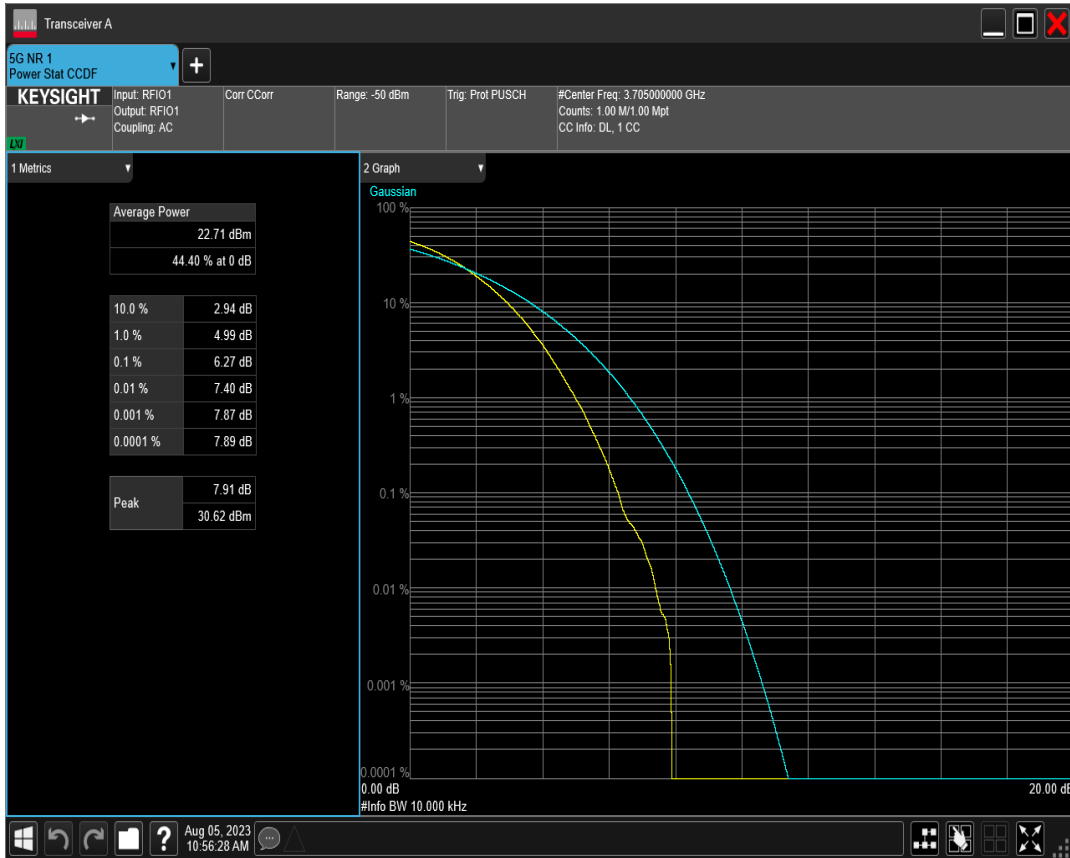 Transceiver A
5G NR 1
Power Stat CCDF
+
KEYSIGHT
LXI
Input: RFIO1
Output: RFIO1
Coupling: AC
Corr CCorr
Range: -50 dBm
Trig: Prot PUSCH
#Center Freq: 3.705000000 GHz
Counts: 1.00 M/1.00 Mpt
CC Info: DL, 1 CC
1 Metrics
Average Power
22.71 dBm
44.40 % at 0 dB
10.0 % 2.94 dB
1.0 % 4.99 dB
0.1 % 6.27 dB
0.01 % 7.40 dB
0.001 % 7.87 dB
0.0001 % 7.89 dB
Peak
7.91 dB
30.62 dBm
2 Graph
Gaussian
100 %
10 %
1 %
0.1 %
0.01 %
0.001 %
0.0001 %
0.00 dB
20.00 dB
#Info BW 10.000 kHz
?
Aug 05, 2023
10:56:28 AM